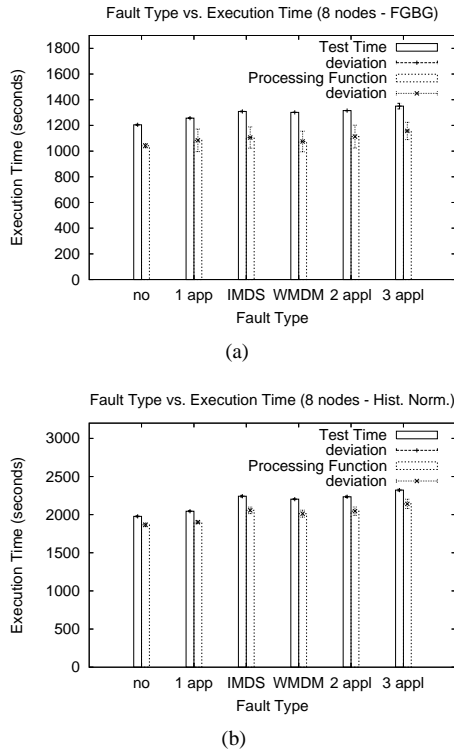 Fault Type vs. Execution Time (8 nodes - FGBG)
Execution Time (seconds)
1800
1600
1400
1200
1000
800
600
400
200
0
Test Time
deviation
Processing Function
deviation
no 1 app IMDS WMDM 2 appl 3 appl
Fault Type
(a)
Fault Type vs. Execution Time (8 nodes - Hist. Norm.)
Execution Time (seconds)
3000
2500
2000
1500
1000
500
0
Test Time
deviation
Processing Function
deviation
no 1 app IMDS WMDM 2 appl 3 appl
Fault Type
(b)